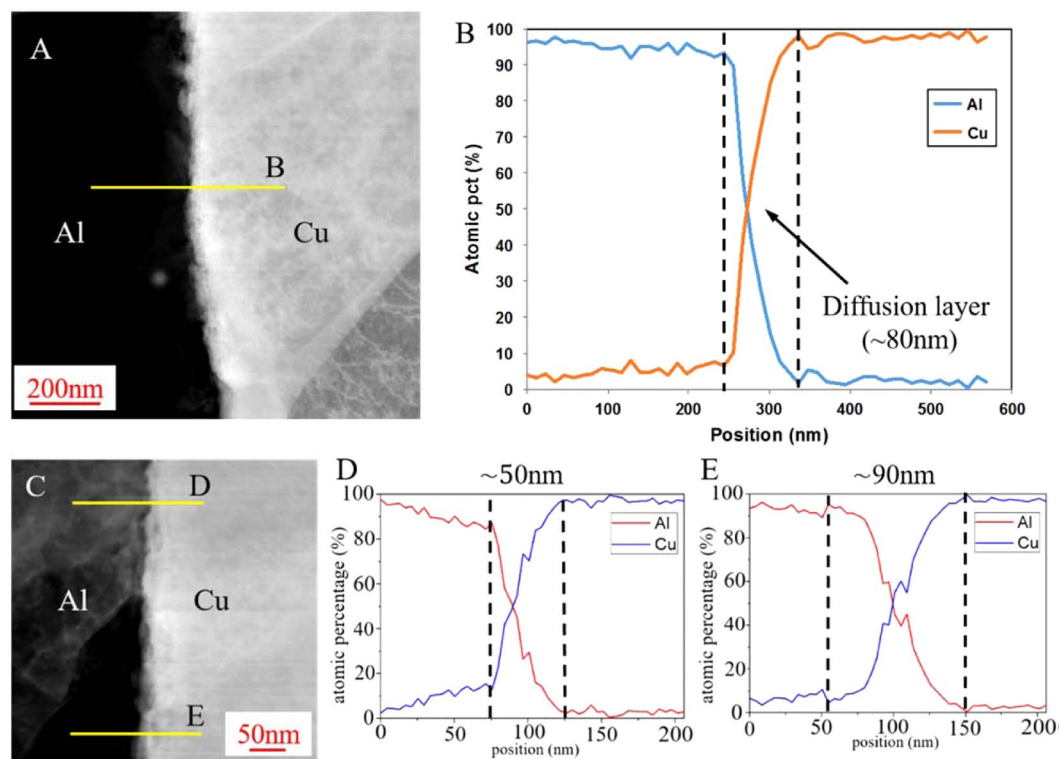 A
B
Al
Cu
200nm
B
100
90
80
70
60
50
40
30
20
10
0
Atomic pct (%)
Al
Cu
Diffusion layer
(~80nm)
0 100 200 300 400 500 600
Position (nm)
C
D
Al
Cu
E
50nm
D ~50nm
100
80
60
40
20
0
atomic percentage (%)
Al
Cu
0 50 100 150 200
position (nm)
E ~90nm
100
80
60
40
20
0
atomic percentage (%)
Al
Cu
0 50 100 150 200
position (nm)